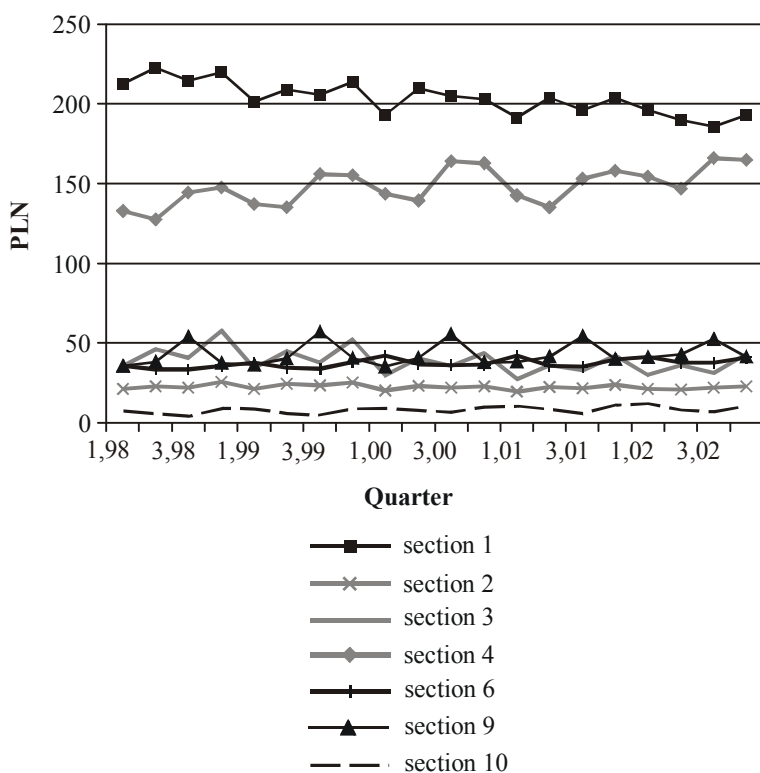 250
200
150
100
50
0
PLN
1,98 3,98 1,99 3,99 1,00 3,00 1,01 3,01 1,02 3,02
Quarter
section 1
section 2
section 3
section 4
section 6
section 9
section 10